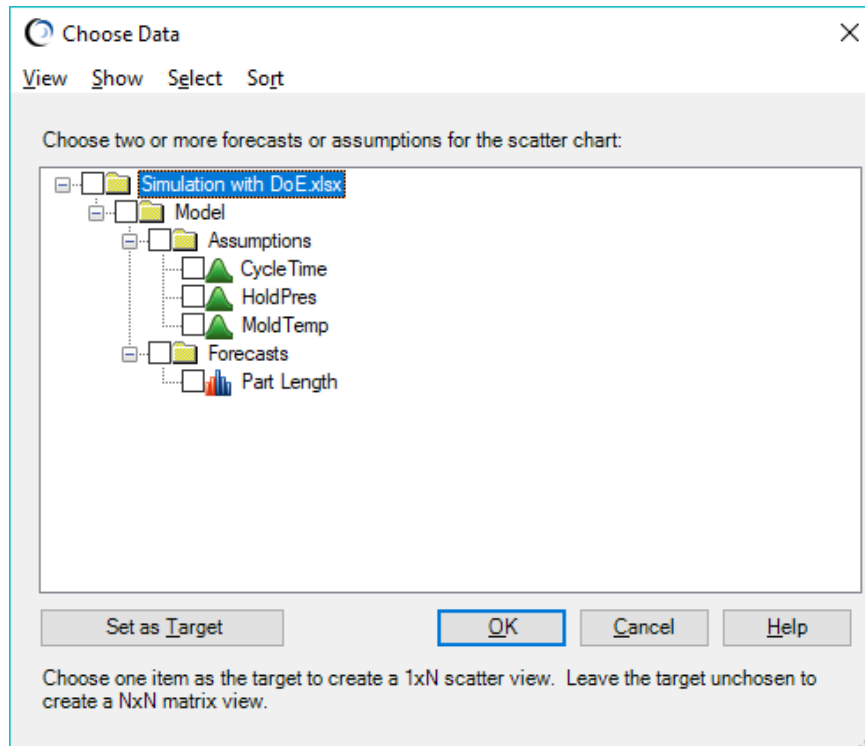 Choose Data
View Show Select Sort
Choose two or more forecasts or assumptions for the scatter chart:
Simulation with DoE.xlsx
Model
Assumptions
CycleTime
HoldPres
MoldTemp
Forecasts
Part Length
Set as Target OK Cancel Help
Choose one item as the target to create a 1xN scatter view. Leave the target unchosen to
create a NxN matrix view.